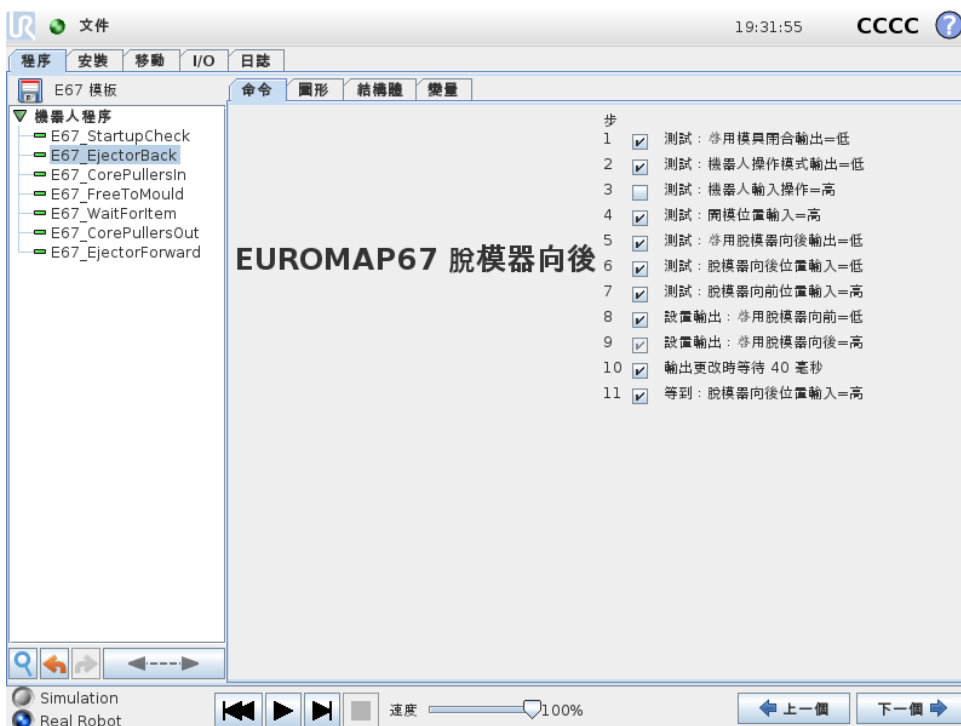 UR 文件 19:31:55 CCCC ?
程序 安裝 移動 I/O 日誌
E67 模板
命令 圖形 結構體 變量
機器人程序
E67_StartupCheck
E67_EjectorBack
E67_CorePullersIn
E67_FreeToMould
E67_WaitForItem
E67_CorePullersOut
E67_EjectorForward
EUROMAP67 脫模器向後
步
1 測試：啓用模具閉合輸出=低
2 測試：機器人操作模式輸出=低
3 測試：機器人輸入操作=高
4 測試：開模位置輸入=高
5 測試：啓用脫模器向後輸出=低
6 測試：脫模器向後位置輸入=低
7 測試：脫模器向前位置輸入=高
8 設置輸出：啓用脫模器向前=低
9 設置輸出：啓用脫模器向後=高
10 輸出更改時等待 40 毫秒
11 等到：脫模器向後位置輸入=高
Simulation
Real Robot
速度 100%
上一個 下一個